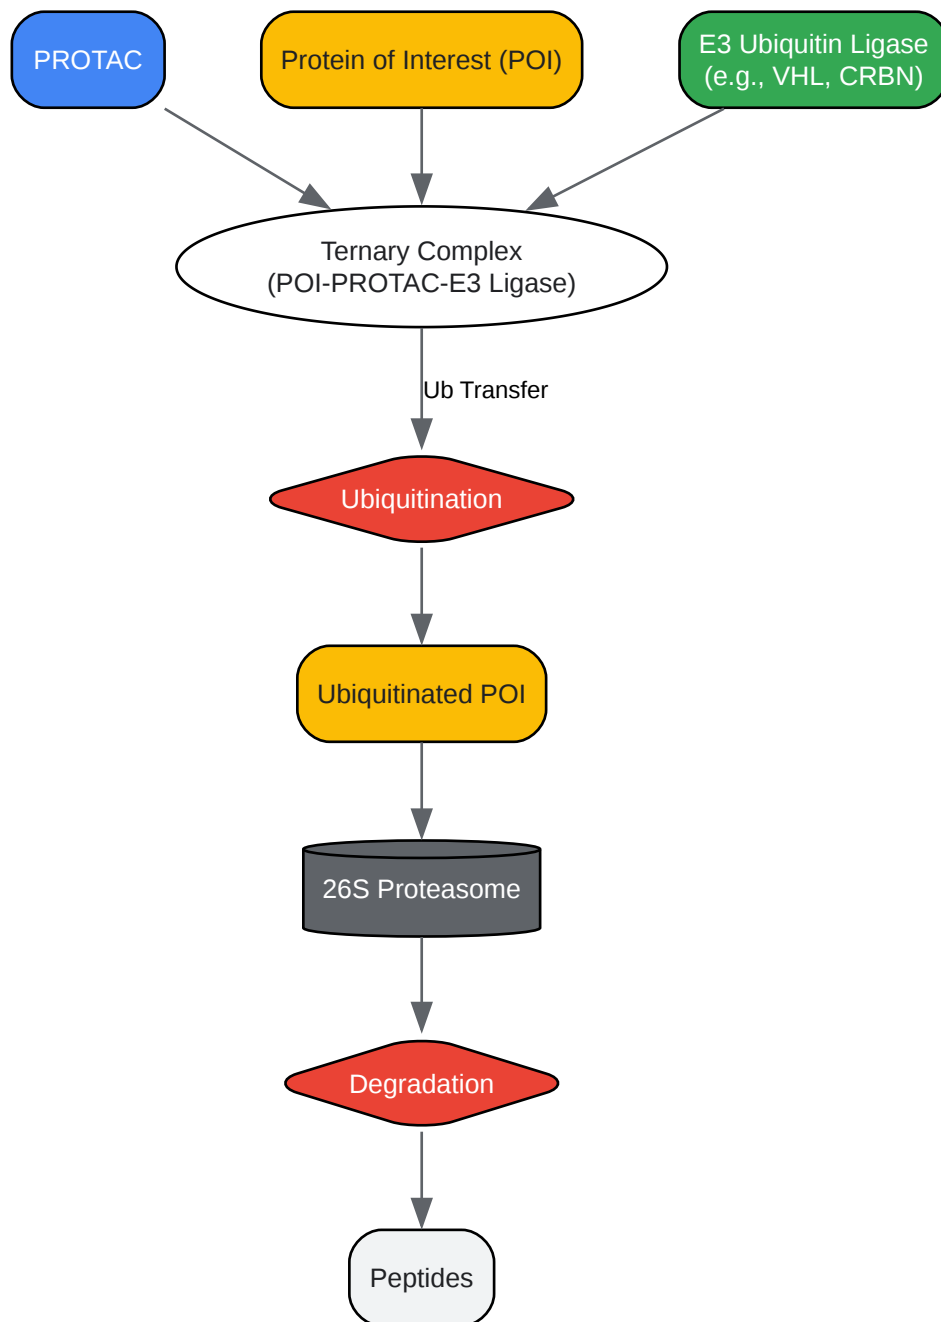 PROTAC
Protein of Interest (POI)
E3 Ubiquitin Ligase
(e.g., VHL, CRBN)
Ternary Complex
(POI-PROTAC-E3 Ligase)
Ub Transfer
Ubiquitination
Ubiquitinated POI
26S Proteasome
Degradation
Peptides